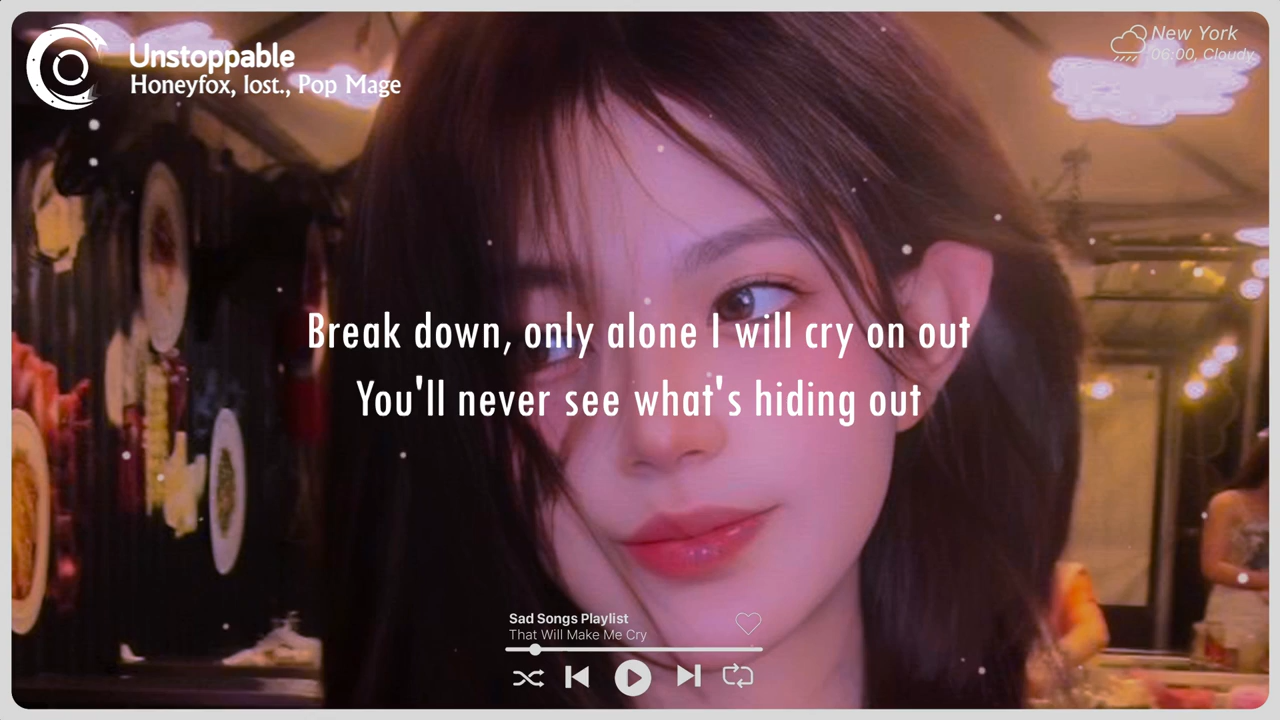 Unstoppable
Honeyfox, lost., Pop Mage
New York
06:00, Cloudy
Break down, only alone I will cry on out
You'll never see what's hiding out
Sad Songs Playlist
That Will Make Me Cry